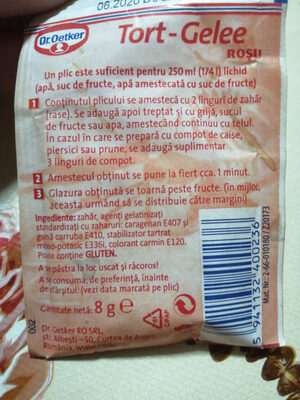 06.2020
Dr.Oetker
Tort-Gelee
ROȘU
Un plic este suficient pentru 250 ml (1/4 l) lichid
(apă, suc de fructe, apă amestecată cu suc de fructe)
1 Conținutul plicului se amestecă cu 2 linguri de zahăr
(rase). Se adaugă apoi treptat și cu grijă, sucul
de fructe sau apa, amestecând continuu cu telul.
În cazul în care se prepară cu compot de caise,
piersici sau prune, se adaugă suplimentar
3 linguri de compot.
2 Amestecul obținut se pune la fiert cca. 1 minut.
3 Glazura obținută se toarnă peste fructe. (în mijloc,
aceasta urmând să se distribuie către margini)
Ingrediente: zahăr, agenți gelatinizați
standardizați cu zaharuri: caragenan E407 și
gumă carruba E410, stabilizator tartrat
mono-potasic E336i, colorant carmin E120.
Poate conține GLUTEN.
A se păstra la loc uscat și răcoros!
A se consuma, de preferință, înainte
de sfârșitul: (vezi data marcată pe plic)
Cantitate netă: 8 g e
Dr. Oetker RO SRL,
str. Albești –50, Curtea de Argeș,
România, www.
002
81
C/PAP
5 941132 400236
Mat. Nr.: 2-66-010180/220173